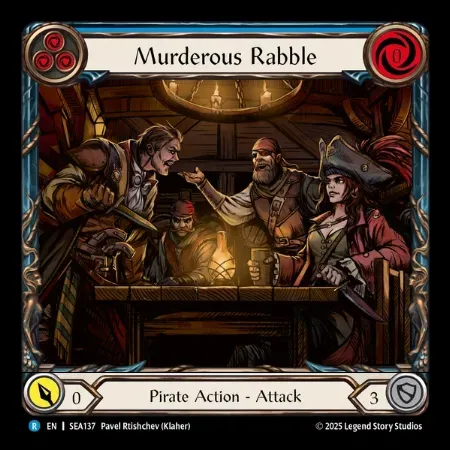 Murderous Rabble
0
0
Pirate Action - Attack
3
R EN | SEA137 Pavel Rtishchev (Klaher) © 2025 Legend Story Studios